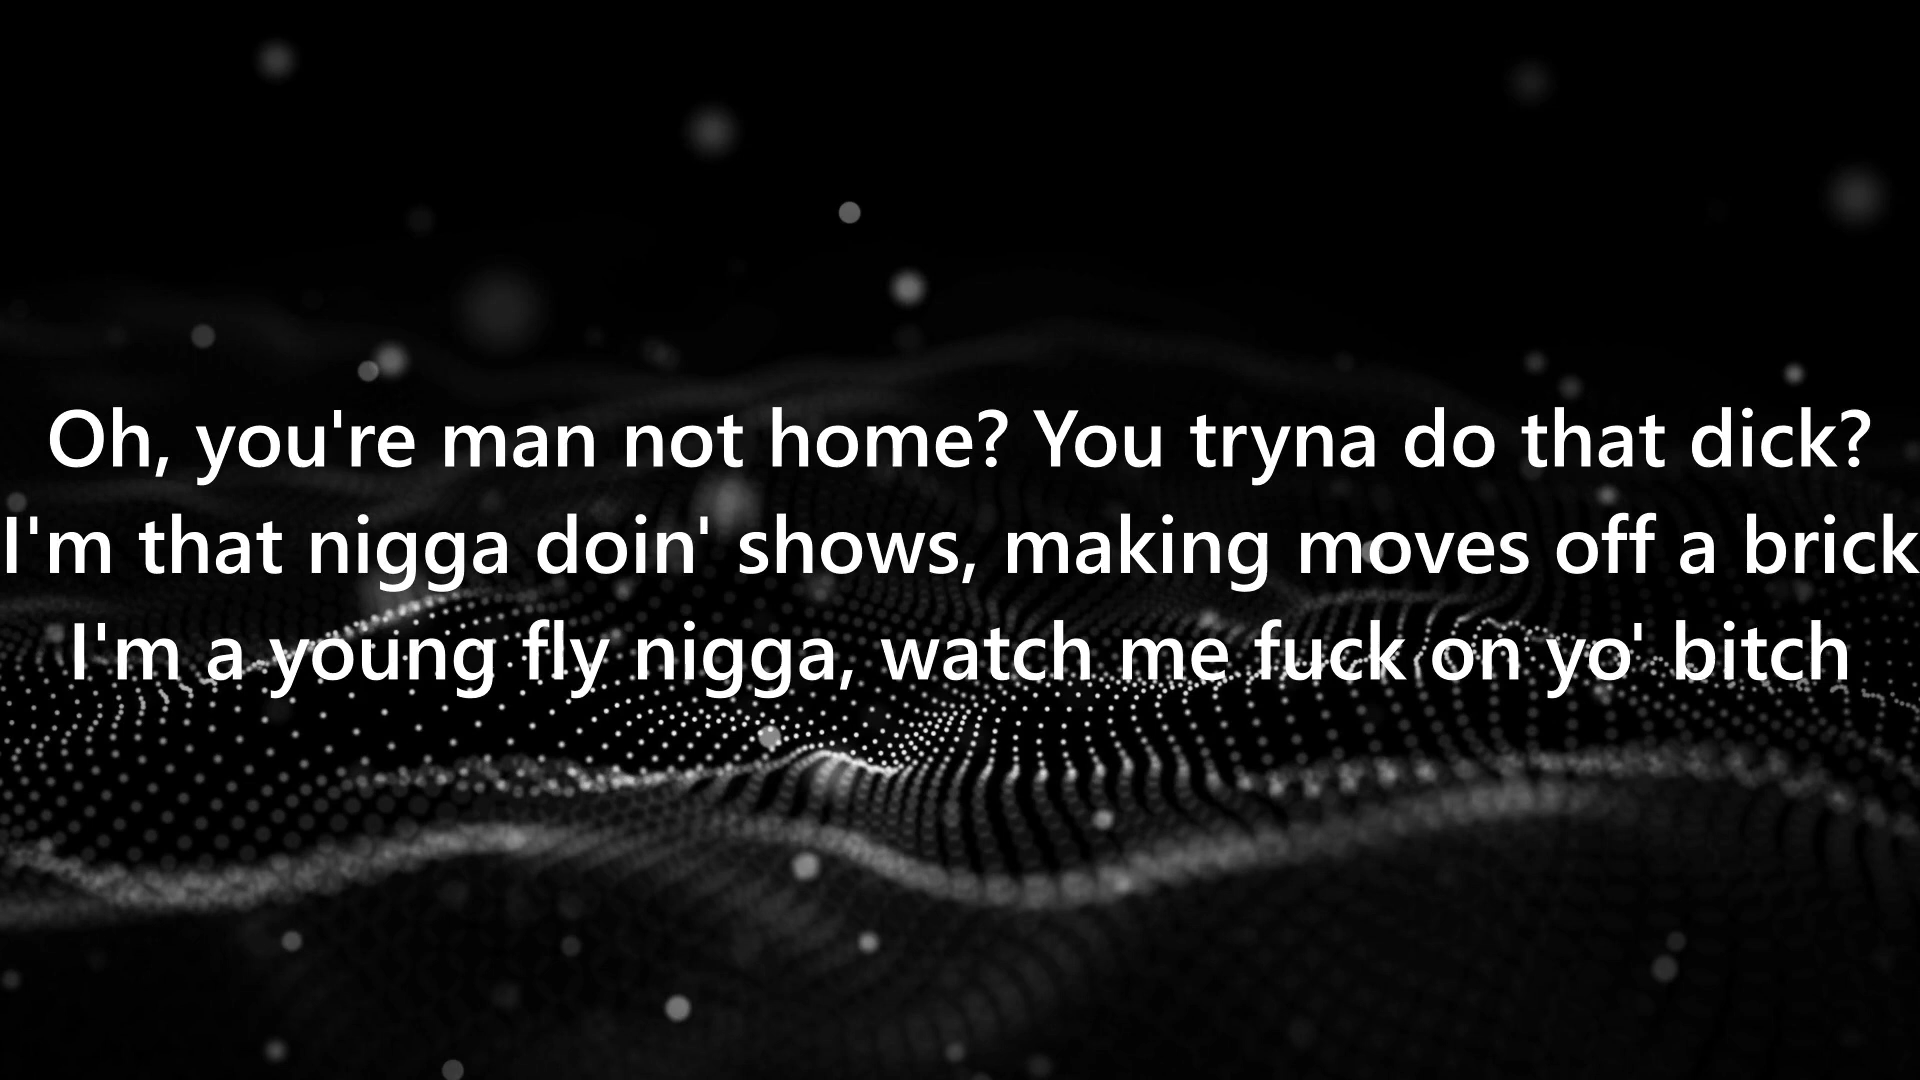 Oh, you're man not home? You tryna do that dick?
I'm that nigga doin' shows, making moves off a brick
I'm a young fly nigga, watch me fuck on yo' bitch